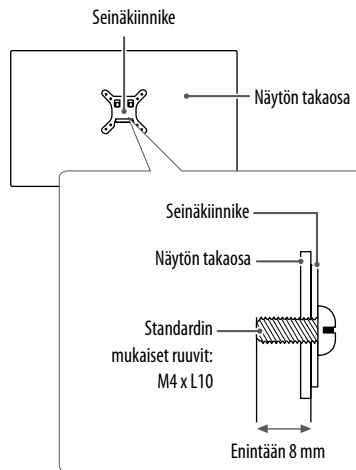 Seinäkiinnike
Näytön takaosa
Seinäkiinnike
Näytön takaosa
Standardin
mukaiset ruuvit:
M4 x L10
Enintään 8 mm